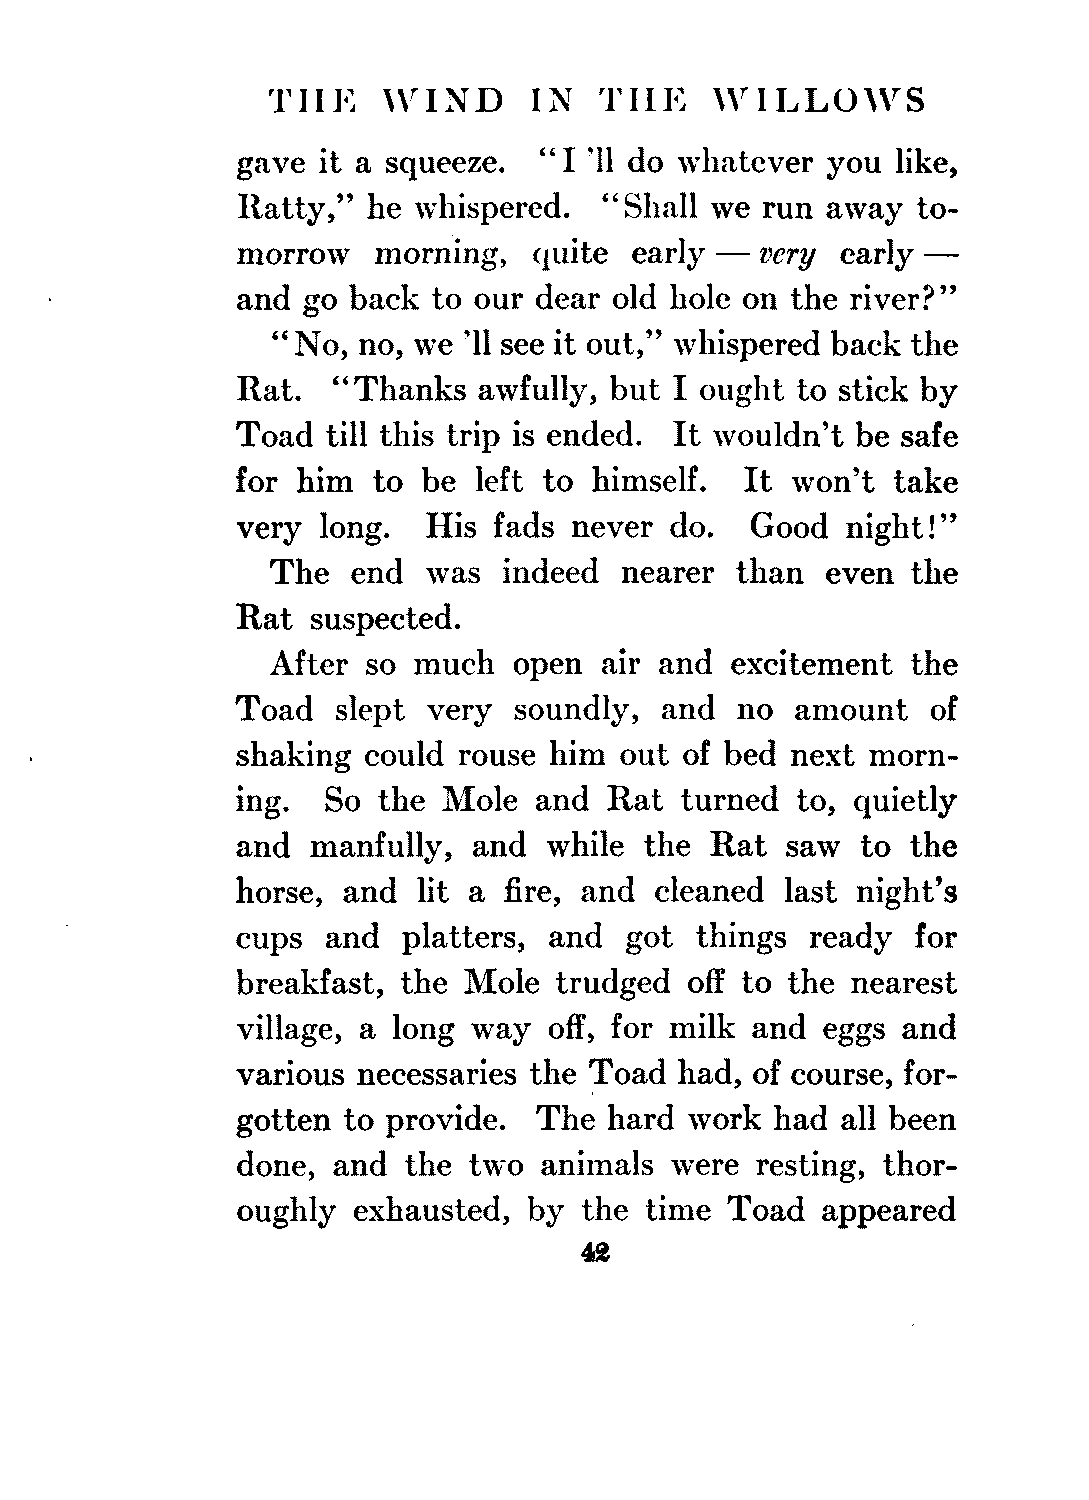 THE WIND IN THE WILLOWS
gave it a squeeze. "I 'll do whatever you like,
Ratty," he whispered. "Shall we run away to-
morrow morning, quite early — very early —
and go back to our dear old hole on the river?"
"No, no, we 'll see it out," whispered back the
Rat. "Thanks awfully, but I ought to stick by
Toad till this trip is ended. It wouldn't be safe
for him to be left to himself. It won't take
very long. His fads never do. Good night!"
The end was indeed nearer than even the
Rat suspected.
After so much open air and excitement the
Toad slept very soundly, and no amount of
shaking could rouse him out of bed next morn-
ing. So the Mole and Rat turned to, quietly
and manfully, and while the Rat saw to the
horse, and lit a fire, and cleaned last night's
cups and platters, and got things ready for
breakfast, the Mole trudged off to the nearest
village, a long way off, for milk and eggs and
various necessaries the Toad had, of course, for-
gotten to provide. The hard work had all been
done, and the two animals were resting, thor-
oughly exhausted, by the time Toad appeared
42